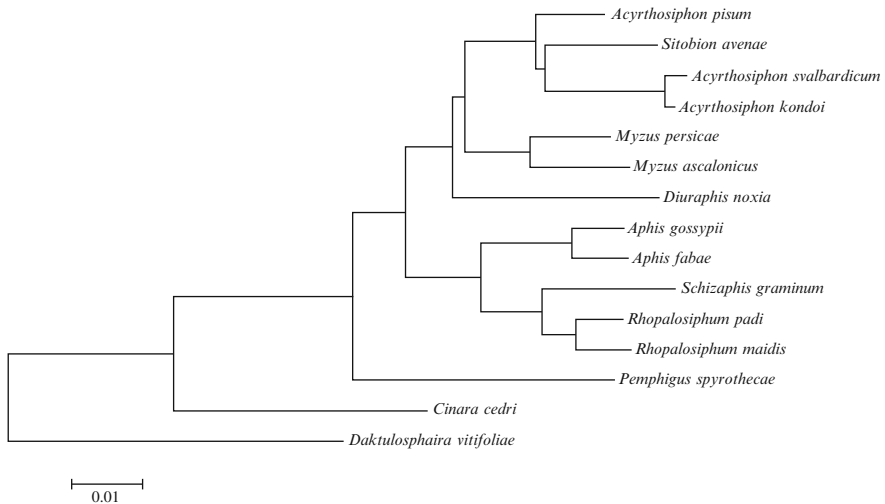 Acyrthosiphon pisum
Sitobion avenae
Acyrthosiphon svalbardicum
Acyrthosiphon kondoi
Myzus persicae
Myzus ascalonicus
Diuraphis noxia
Aphis gossypii
Aphis fabae
Schizaphis graminum
Rhopalosiphum padi
Rhopalosiphum maidis
Pemphigus spyrothecae
Cinara cedri
Daktulosphaira vitifoliae
0.01